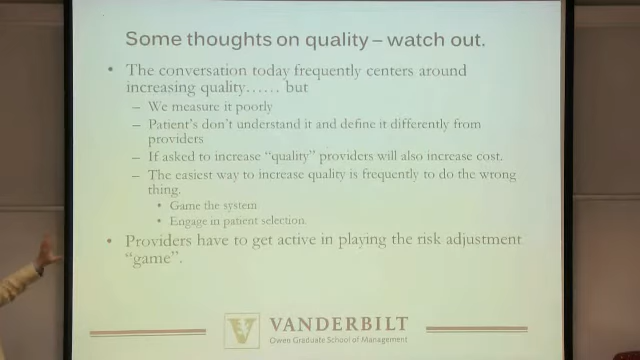 Some thoughts on quality – watch out.
• The conversation today frequently centers around
increasing quality…… but
– We measure it poorly
– Patient's don't understand it and define it differently from
providers
– If asked to increase "quality" providers will also increase cost.
– The easiest way to increase quality is frequently to do the wrong
thing.
• Game the system
• Engage in patient selection
• Providers have to get active in playing the risk adjustment
"game".
V
VANDERBILT
Owen Graduate School of Management